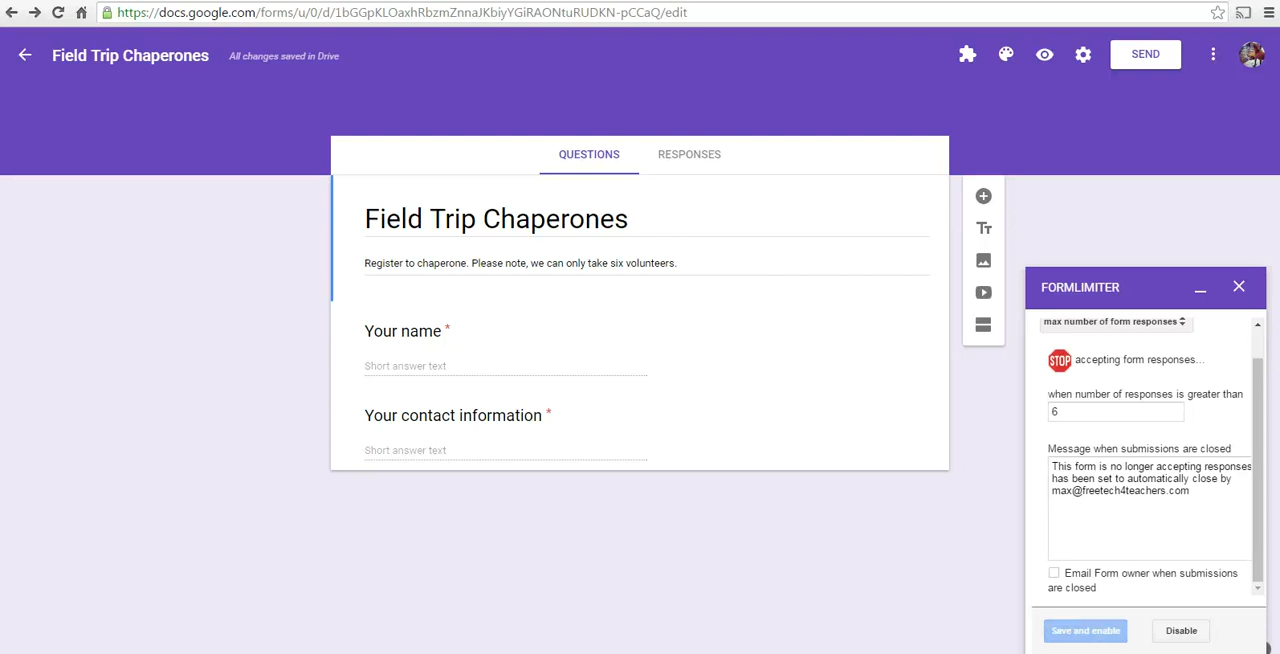 https://docs.google.com/forms/u/0/d/1bGGpKLOaxhRbzmZnnaJKbiyYGiRAONtuRUDKN-pCCaQ/edit
Field Trip Chaperones
All changes saved in Drive
SEND
QUESTIONS
RESPONSES
Field Trip Chaperones
Register to chaperone. Please note, we can only take six volunteers.
Your name *
Short answer text
Your contact information *
Short answer text
Tт
FORMLIMITER
max number of form responses
STOP accepting form responses...
when number of responses is greater than
6
Message when submissions are closed
This form is no longer accepting responses
has been set to automatically close by
max@freetech4teachers.com
Email Form owner when submissions
are closed
Save and enable
Disable